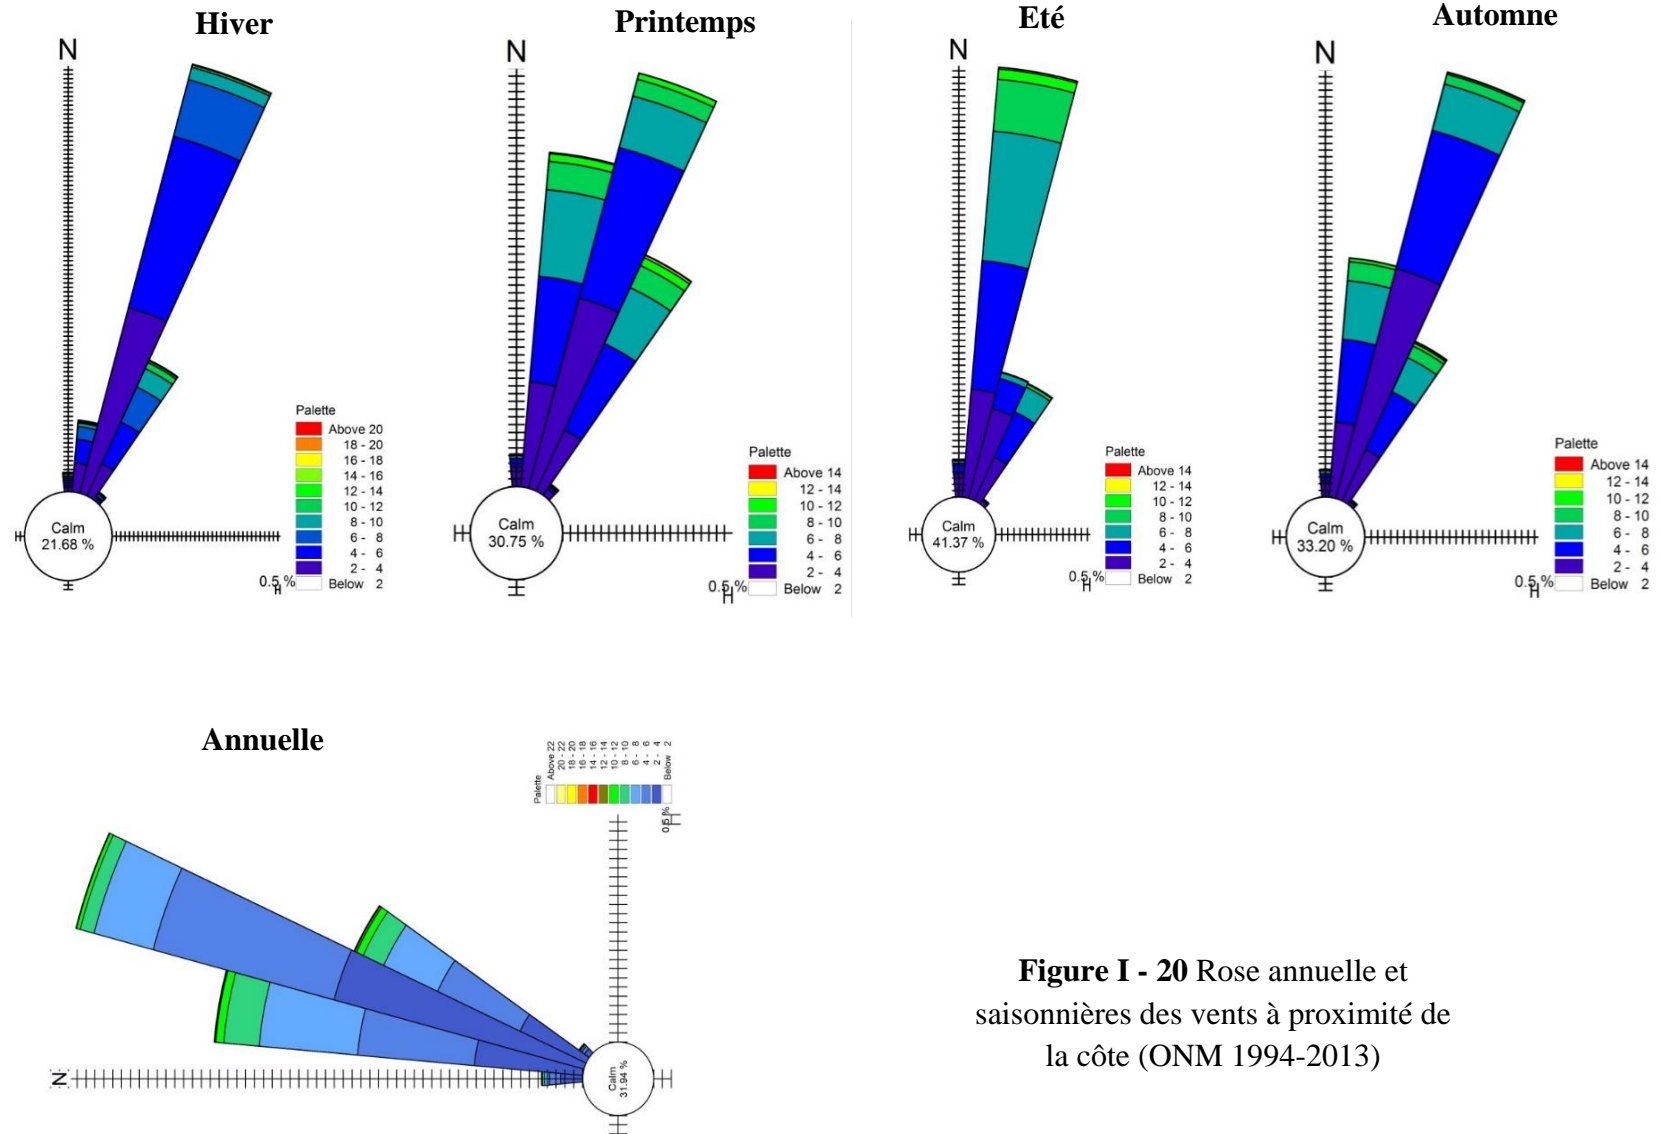 Hiver
N
Calm
21.68 %
0.5 %
Palette
Above 20
18 - 20
16 - 18
14 - 16
12 - 14
10 - 12
8 - 10
6 - 8
4 - 6
2 - 4
Below 2
Printemps
N
Calm
30.75 %
0.5 %
Palette
Above 14
12 - 14
10 - 12
8 - 10
6 - 8
4 - 6
2 - 4
Below 2
Eté
N
Calm
41.37 %
0.5 %
Palette
Above 14
12 - 14
10 - 12
8 - 10
6 - 8
4 - 6
2 - 4
Below 2
Automne
N
Calm
33.20 %
0.5 %
Palette
Above 14
12 - 14
10 - 12
8 - 10
6 - 8
4 - 6
2 - 4
Below 2
Annuelle
Palette
Above 22
20 - 22
18 - 20
16 - 18
14 - 16
12 - 14
10 - 12
8 - 10
6 - 8
4 - 6
2 - 4
Below 2
0.5 %
N
Calm
31.94 %
Figure I - 20 Rose annuelle et
saisonnières des vents à proximité de
la côte (ONM 1994-2013)